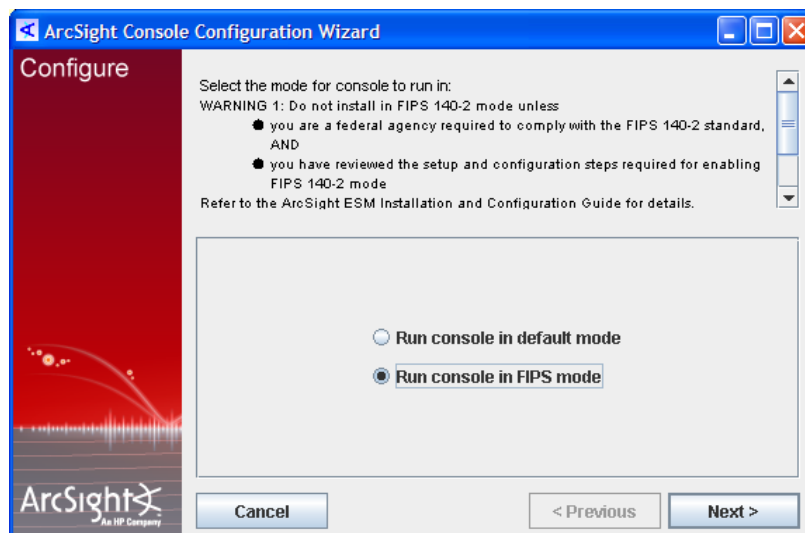 ArcSight Console Configuration Wizard
Configure
Select the mode for console to run in:
WARNING 1: Do not install in FIPS 140-2 mode unless
● you are a federal agency required to comply with the FIPS 140-2 standard,
AND
● you have reviewed the setup and configuration steps required for enabling
FIPS 140-2 mode
Refer to the ArcSight ESM Installation and Configuration Guide for details.
Run console in default mode
Run console in FIPS mode
ArcSight
An HP Company
Cancel
< Previous
Next >